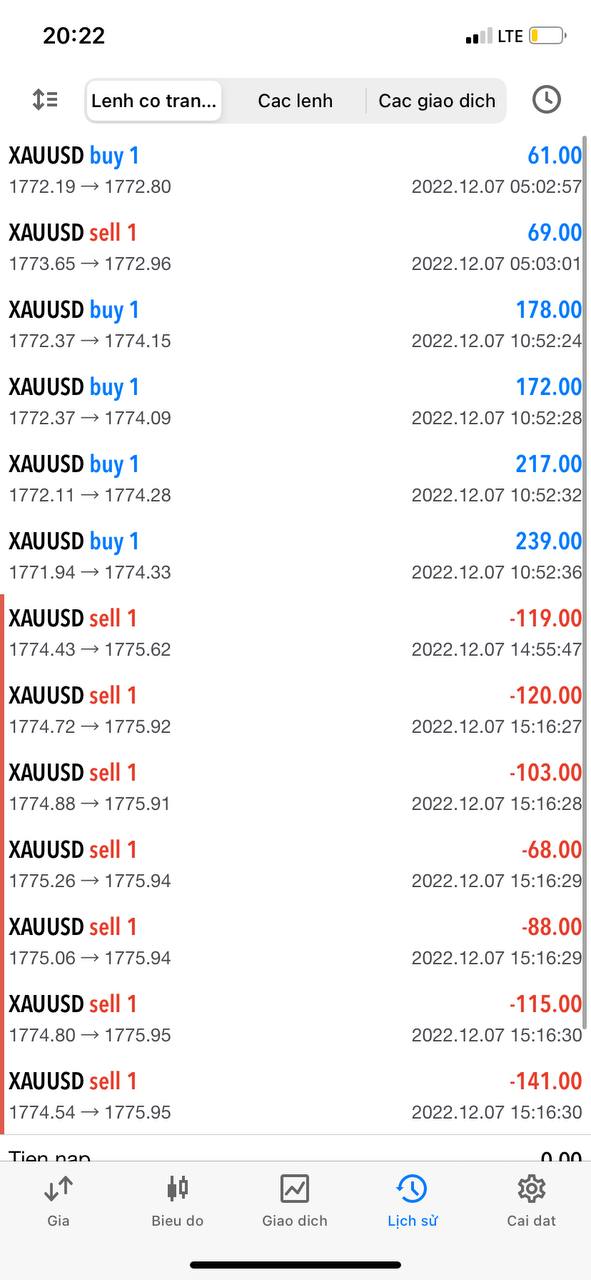 20:22 LTE
Lenh co tran... Cac lenh Cac giao dich
XAUUSD buy 1 61.00
1772.19 → 1772.80 2022.12.07 05:02:57
XAUUSD sell 1 69.00
1773.65 → 1772.96 2022.12.07 05:03:01
XAUUSD buy 1 178.00
1772.37 → 1774.15 2022.12.07 10:52:24
XAUUSD buy 1 172.00
1772.37 → 1774.09 2022.12.07 10:52:28
XAUUSD buy 1 217.00
1772.11 → 1774.28 2022.12.07 10:52:32
XAUUSD buy 1 239.00
1771.94 → 1774.33 2022.12.07 10:52:36
XAUUSD sell 1 -119.00
1774.43 → 1775.62 2022.12.07 14:55:47
XAUUSD sell 1 -120.00
1774.72 → 1775.92 2022.12.07 15:16:27
XAUUSD sell 1 -103.00
1774.88 → 1775.91 2022.12.07 15:16:28
XAUUSD sell 1 -68.00
1775.26 → 1775.94 2022.12.07 15:16:29
XAUUSD sell 1 -88.00
1775.06 → 1775.94 2022.12.07 15:16:29
XAUUSD sell 1 -115.00
1774.80 → 1775.95 2022.12.07 15:16:30
XAUUSD sell 1 -141.00
1774.54 → 1775.95 2022.12.07 15:16:30
Tien nap 0.00
Gia Bieu do Giao dich Lịch sử Cai dat